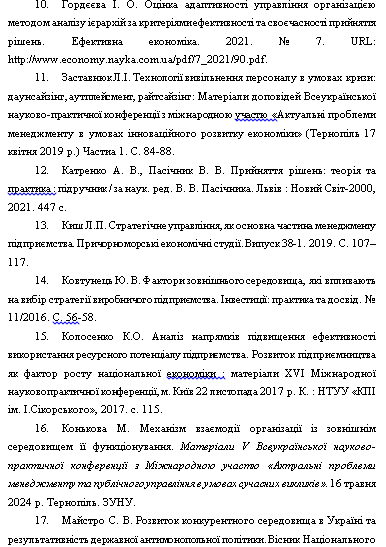 10. Гордєєва І. О. Оцінка адаптивності управління організацією
методом аналізу ієрархій за критеріями ефективності та своєчасності прийняття
рішень. Ефективна економіка. 2021. № 7. URL:
http://www.economy.nayka.com.ua/pdf/7_2021/90.pdf.
11. Заставнюк Л.І. Технології вивільнення персоналу в умовах кризи:
даунсайзінг, аутплейсмент, райтсайзінг: Матеріали доповідей Всеукраїнської
науково-практичної конференції з міжнародною участю «Актуальні проблеми
менеджменту в умовах інноваційного розвитку економіки» (Тернопіль 17
квітня 2019 р.) Частиа 1. С. 84-88.
12. Катренко А. В., Пасічник В. В. Прийняття рішень: теорія та
практика : підручник / за наук. ред. В. В. Пасічника. Львів : Новий Світ-2000,
2021. 447 с.
13. Киш Л.П. Стратегічне управління, як основна частина менеджменту
підприємства. Причорноморські економічні студії. Випуск 38-1. 2019. С. 107–
117.
14. Ковтунець Ю. В. Фактори зовнішнього середовища, які впливають
на вибір стратегії виробничого підприємства. Інвестиції: практика та досвід. №
11/2016. С. 56-58.
15. Колосенко К.О. Аналіз напрямків підвищення ефективності
використання ресурсного потенціалу підприємства. Розвиток підприємництва
як фактор росту національної економіки : матеріали XVI Міжнародної
науковопрактичної конференції, м. Київ 22 листопада 2017 р. К. : НТУУ «КПІ
ім. І.Сікорського», 2017. с. 115.
16. Конькова М. Механізм взаємодії організації із зовнішнім
середовищем її функціонування. Матеріали V Всеукраїнської науково-
практичної конференції з Міжнародною участю «Актуальні проблеми
менеджменту та публічного управління в умовах сучасних викликів». 16 травня
2024 р. Тернопіль. ЗУНУ.
17. Майстро С. В. Розвиток конкурентного середовища в Україні та
результативність державної антимонопольної політики. Вісник Національного